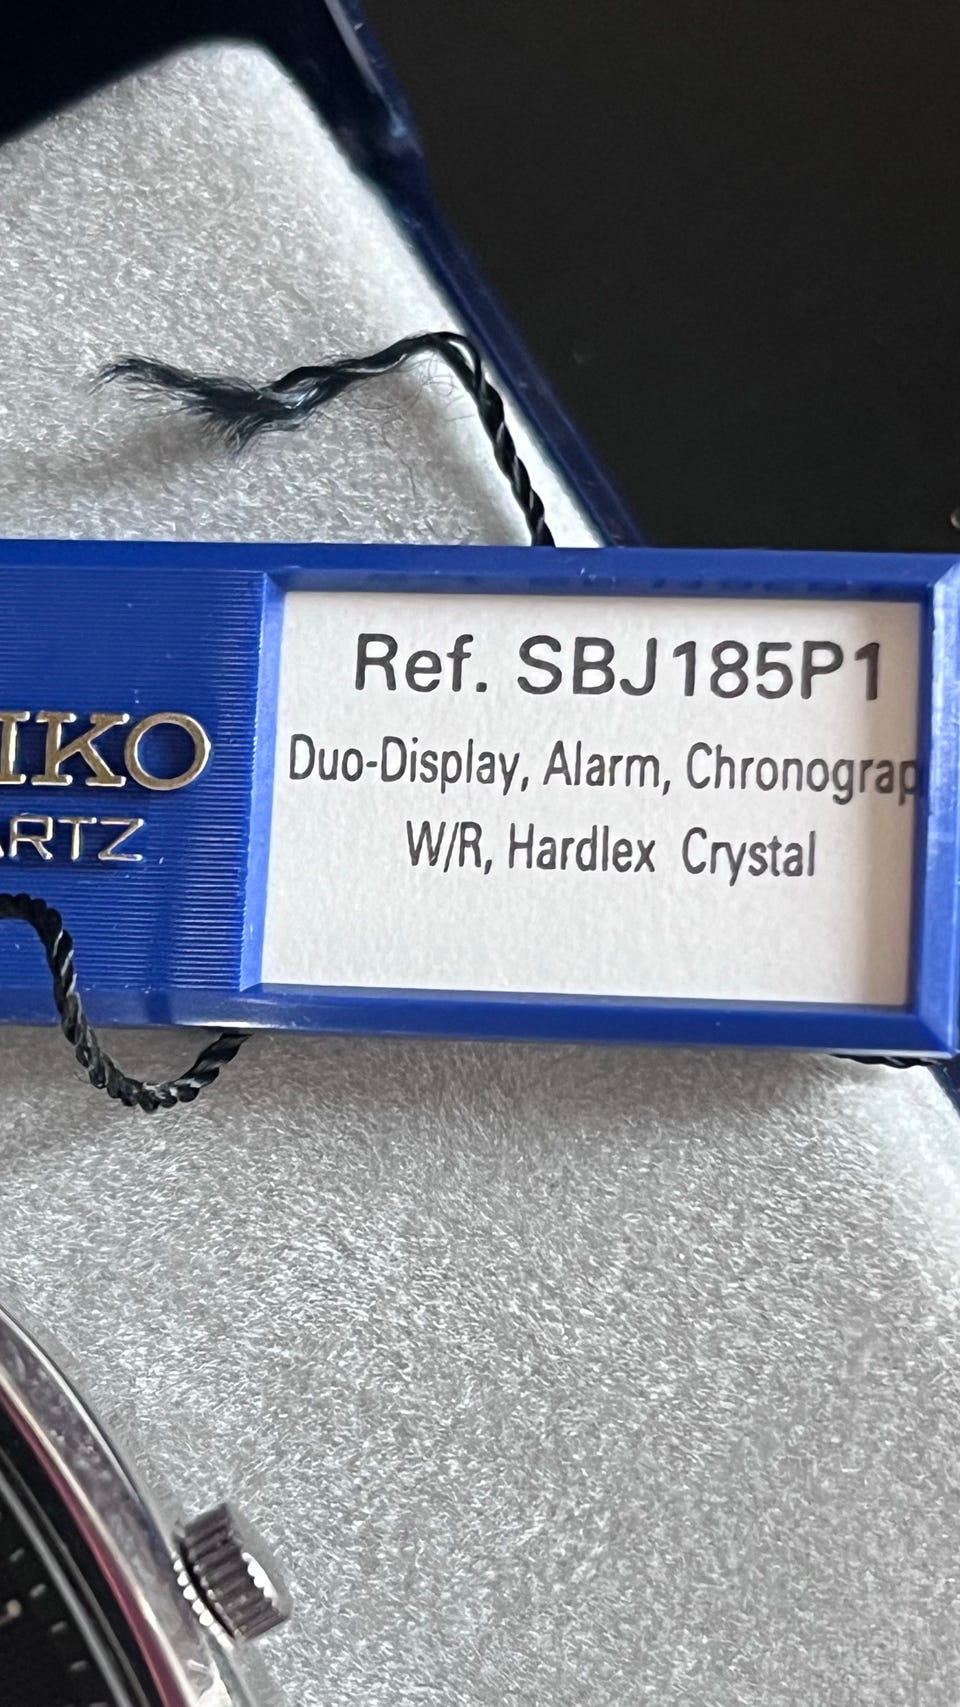 IKO
ARTZ
Ref. SBJ185P1
Duo-Display, Alarm, Chronograp
W/R, Hardlex Crystal